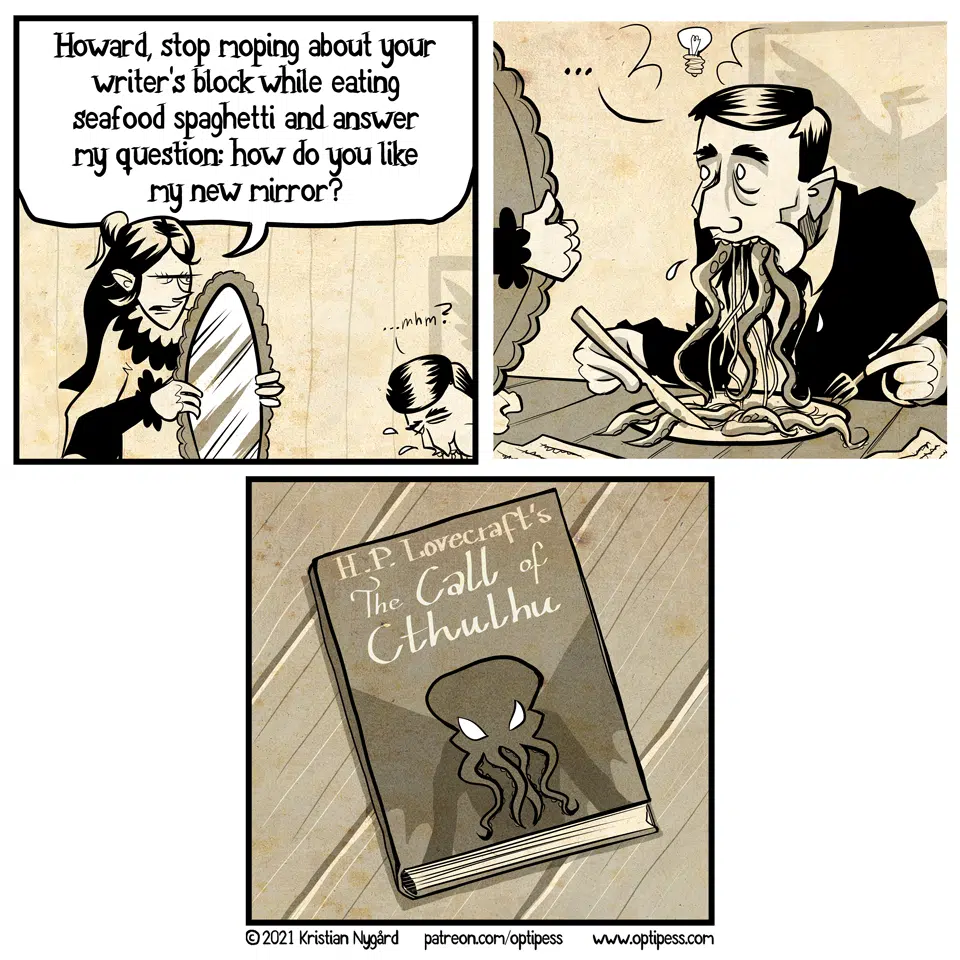 Howard, stop moping about your
writer's block while eating
seafood spaghetti and answer
my question: how do you like
my new mirror?
...mhm?
...
H.P. Lovecraft's
The Call of
Cthulhu
© 2021 Kristian Nygård patreon.com/optipess www.optipess.com